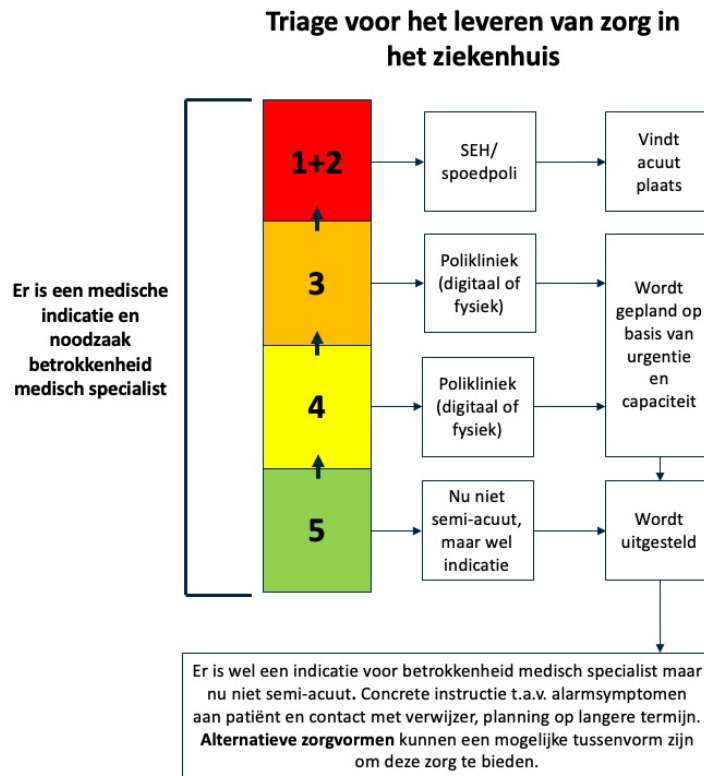 Triage voor het leveren van zorg in
het ziekenhuis
Er is een medische
indicatie en
noodzaak
betrokkenheid
medisch specialist
1+2
SEH/
spoedpoli
Vindt
acuut
plaats
3
Polikliniek
(digitaal of
fysiek)
Wordt
gepland op
basis van
urgentie
en
capaciteit
4
Polikliniek
(digitaal of
fysiek)
5
Nu niet
semi-acuut,
maar wel
indicatie
Wordt
uitgesteld
Er is wel een indicatie voor betrokkenheid medisch specialist maar
nu niet semi-acuut. Concrete instructie t.a.v. alarmsymptomen
aan patiënt en contact met verwijzer, planning op langere termijn.
Alternatieve zorgvormen kunnen een mogelijke tussenvorm zijn
om deze zorg te bieden.